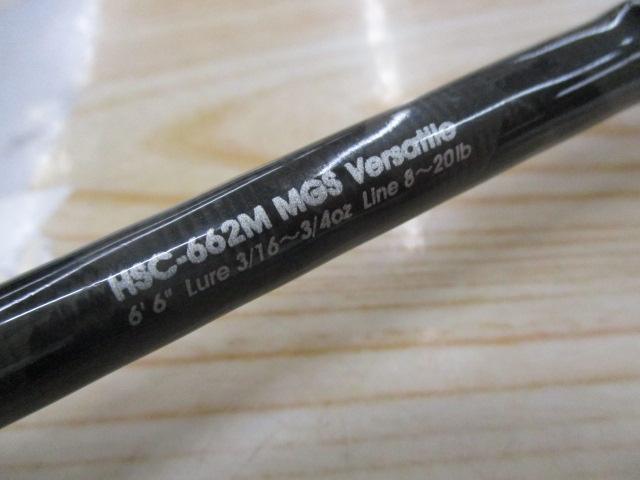 HSC-662M MGS Versatile
6' 6" Lure 3/16~3/4oz Line 8~20lb